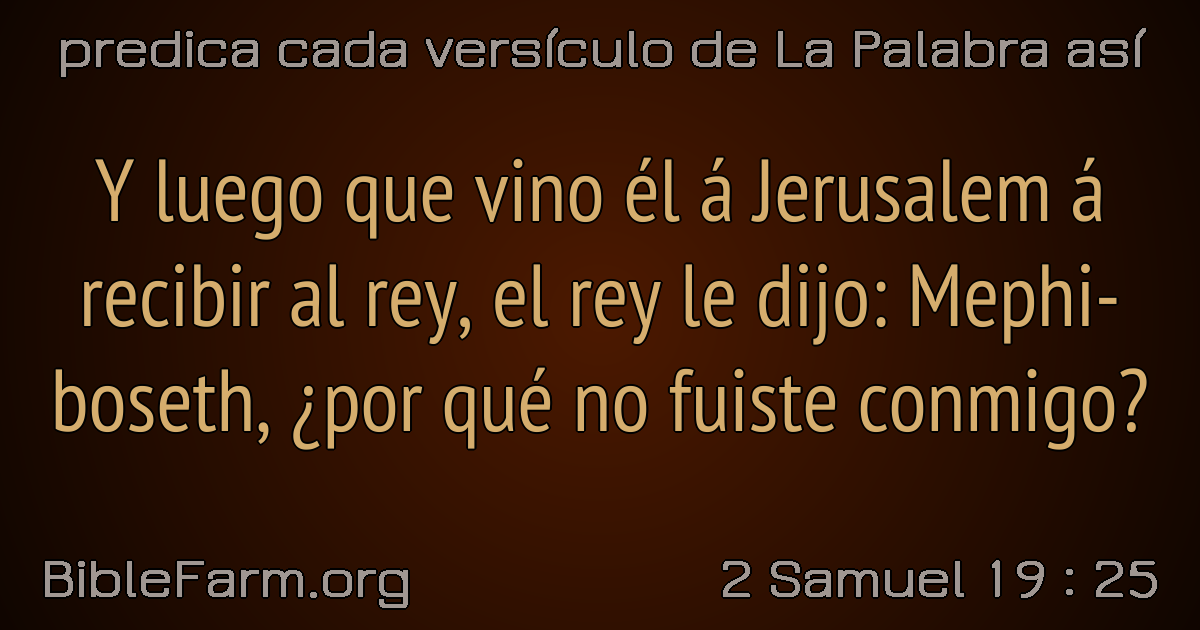 predica cada versículo de La Palabra así
Y luego que vino él á Jerusalem á
recibir al rey, el rey le dijo: Mephi-
boseth, ¿por qué no fuiste conmigo?
BibleFarm.org
2 Samuel 19 : 25